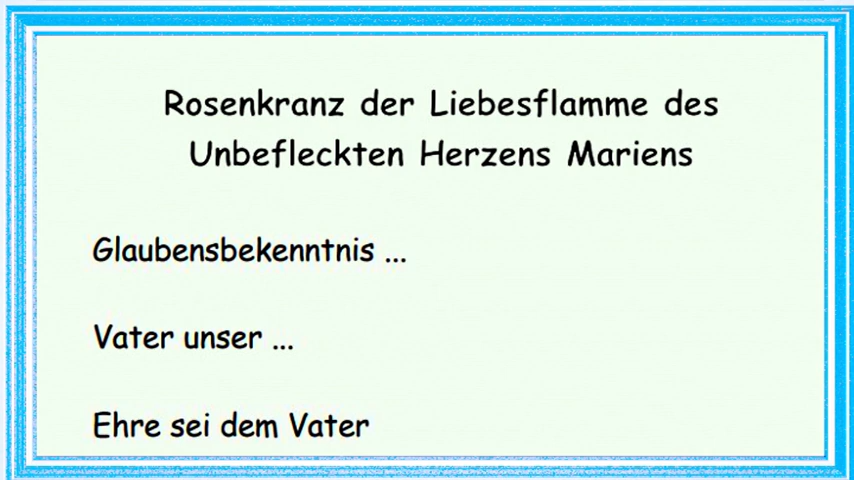 Rosenkranz der Liebesflamme des
Unbefleckten Herzens Mariens
Glaubensbekenntnis ...
Vater unser ...
Ehre sei dem Vater